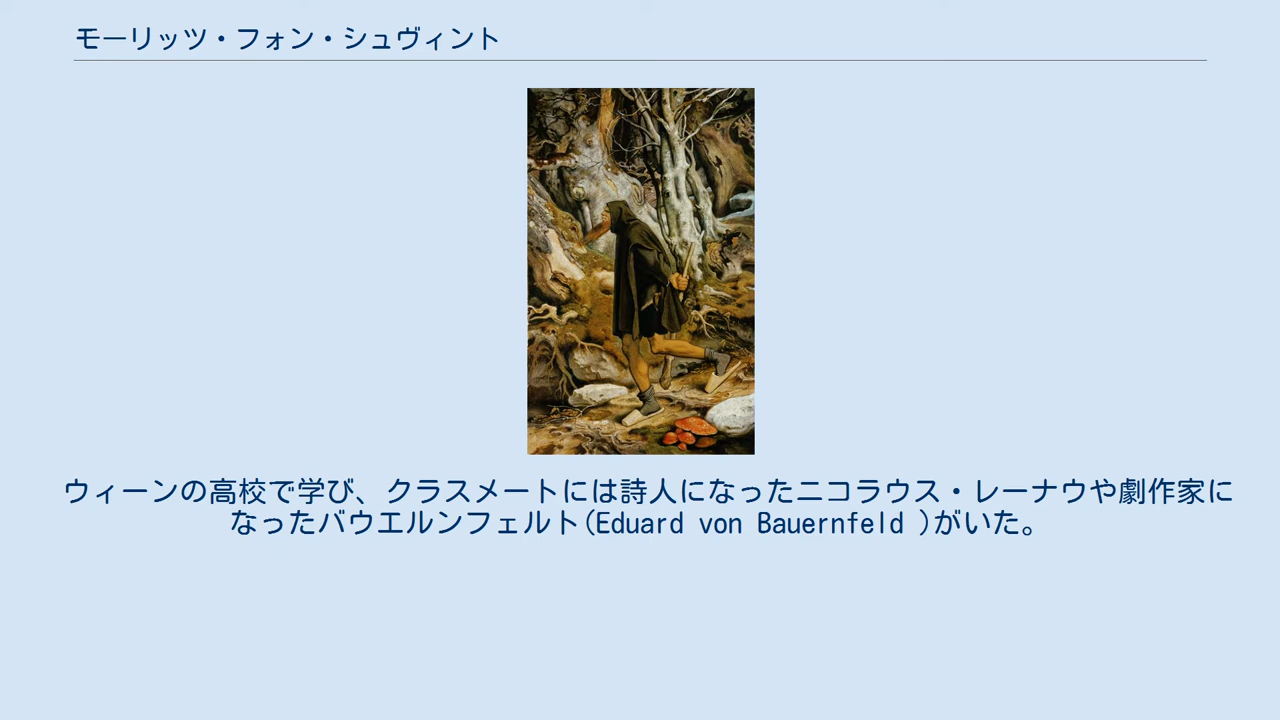 モーリッツ・フォン・シュヴィント
ウィーンの高校で学び、クラスメートには詩人になったニコラウス・レーナウや劇作家に
なったバウエルンフェルト(Eduard von Bauernfeld )がいた。